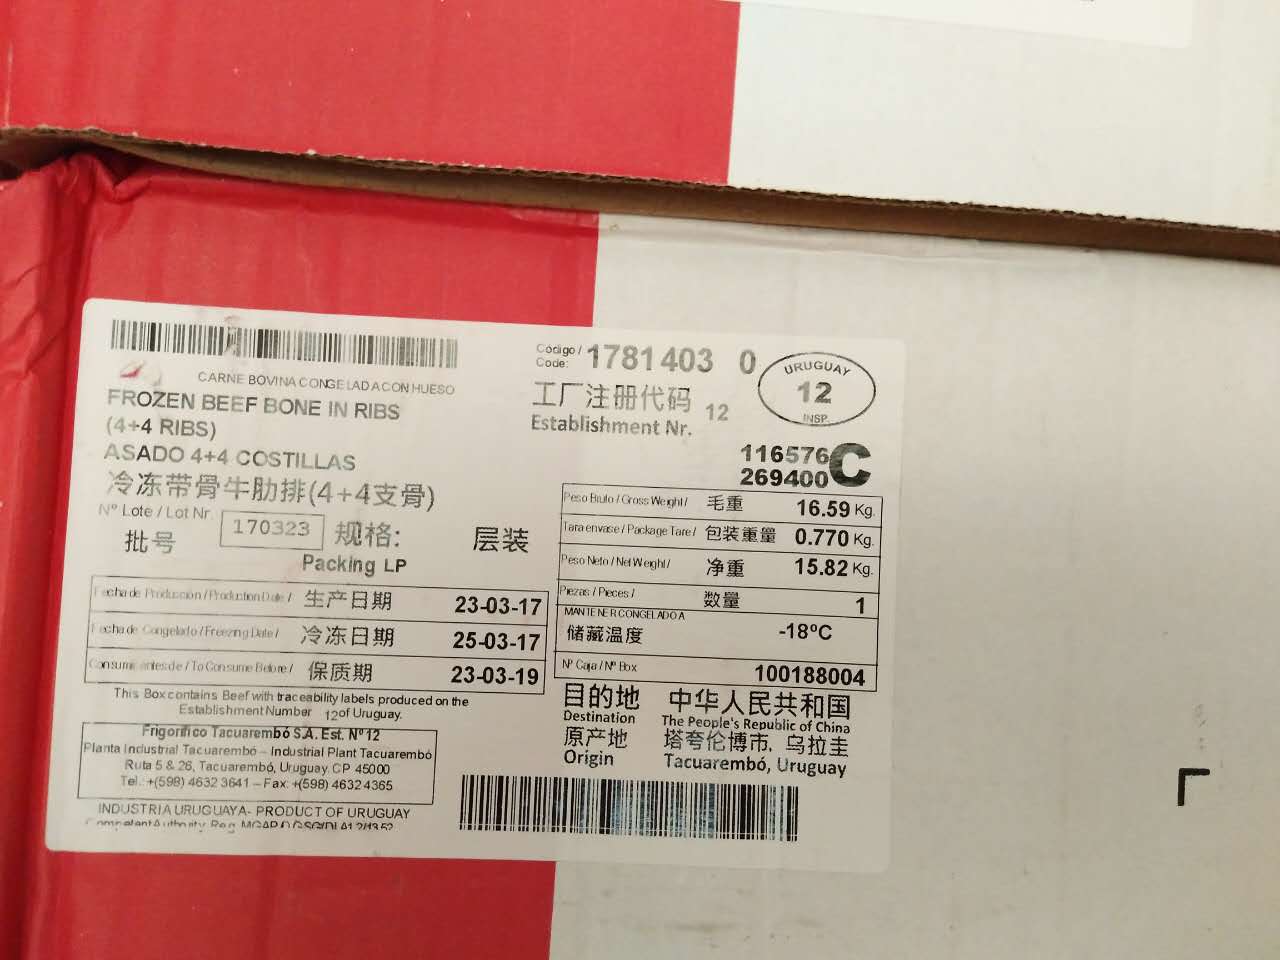 CARNE BOVINA CONGELADA CON HUESO
FROZEN BEEF BONE IN RIBS
(4+4 RIBS)
ASADO 4+4 COSTILLAS
冷冻带骨牛肋排(4+4支骨)
Nº Lote / Lot Nr.
批号
170323
规格:
层装
Packing LP
Fecha de Producción / Production Date / 生产日期 23-03-17
Fecha de Congelado / Freezing Date / 冷冻日期 25-03-17
Consumir antes de / To Consume Before / 保质期 23-03-19
This Box contains Beef with traceability labels produced on the
Establishment Number 12 of Uruguay.
Frigorífico Tacuarembó S.A. Est. Nº 12
Planta Industrial Tacuarembó – Industrial Plant Tacuarembó
Ruta 5 & 26, Tacuarembó, Uruguay. CP 45000
Tel.: +(598) 4632 3641 – Fax: +(598) 4632 4365
INDUSTRIA URUGUAYA- PRODUCT OF URUGUAY
Código /
Code:
1781403 0
工厂注册代码 12
Establishment Nr.
URUGUAY
12
INSP.
116576
269400
C
Peso Bruto / Gross Weight / 毛重 16.59 Kg.
Tara envase / Package Tare / 包装重量 0.770 Kg.
Peso Neto / Net Weight / 净重 15.82 Kg.
Piezas / Pieces / 数量 1
MANTENER CONGELADO A
储藏温度 -18ºC
Nº Caja / Nº Box 100188004
目的地 中华人民共和国
Destination The People's Republic of China
原产地 塔夸伦博市, 乌拉圭
Origin Tacuarembó, Uruguay